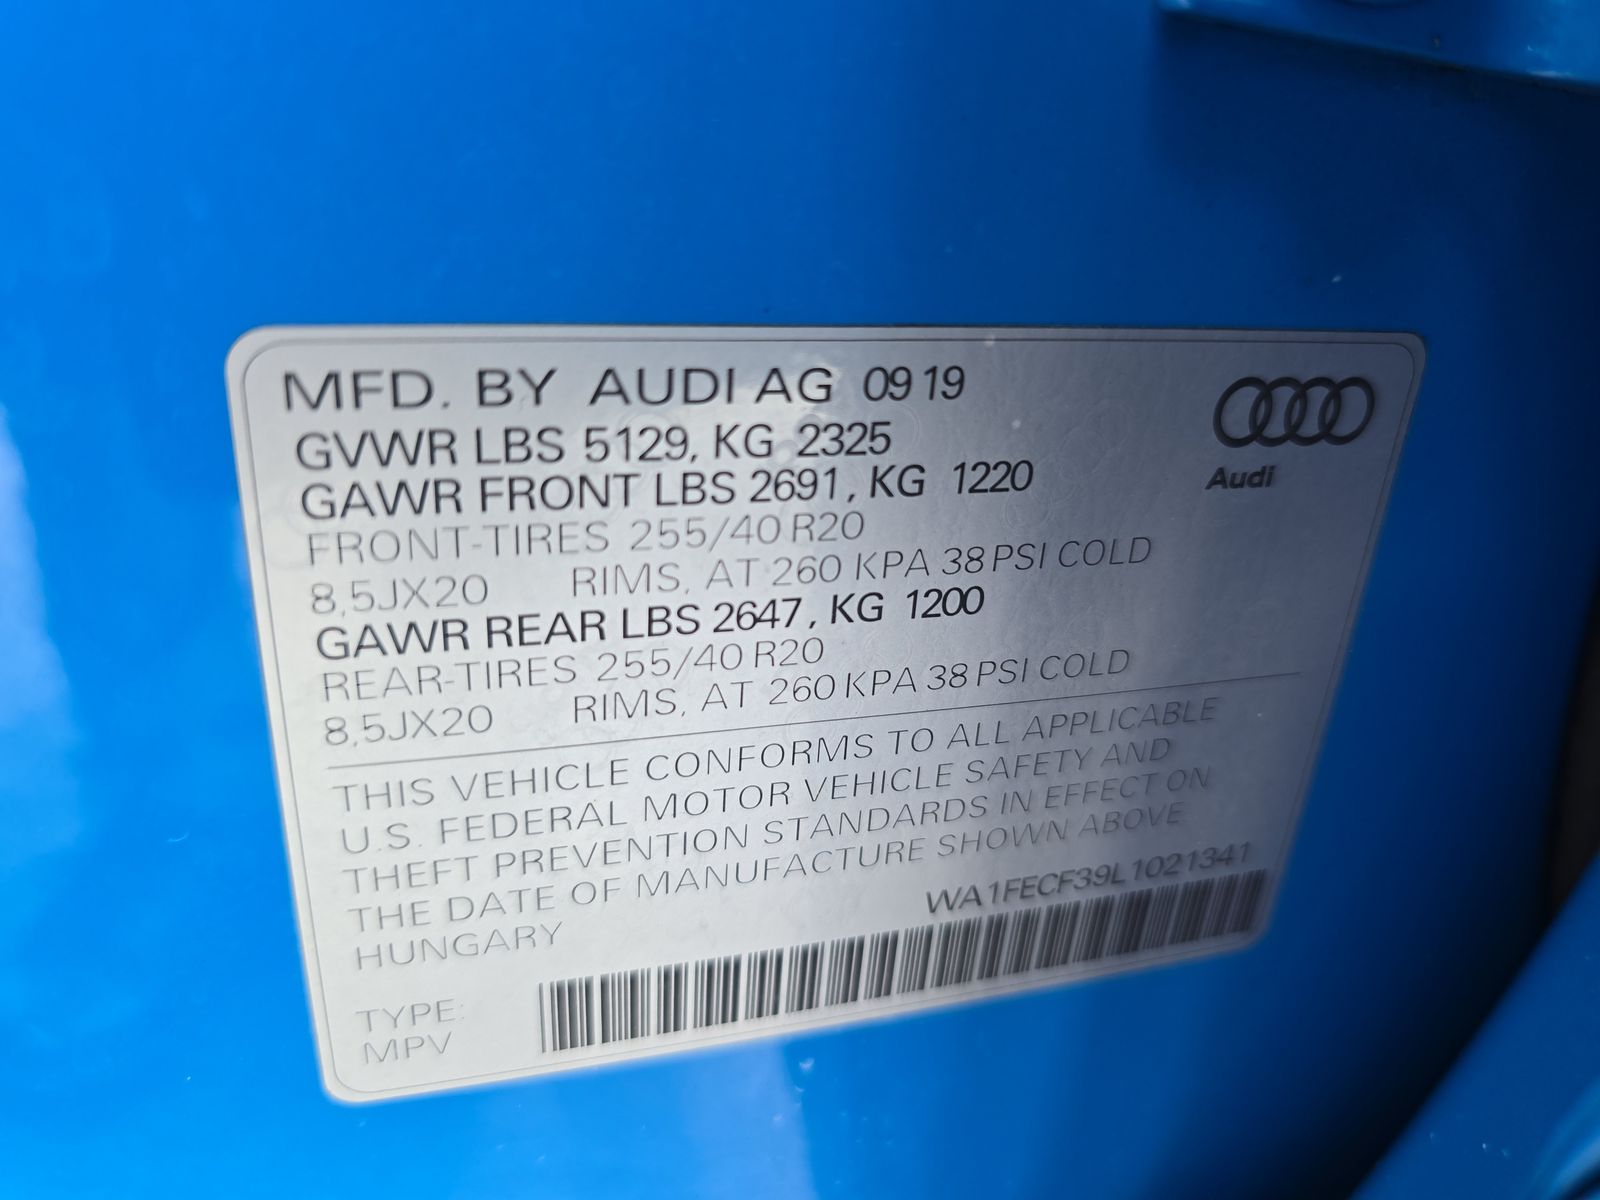 MFD. BY AUDI AG 09 19
GVWR LBS 5129, KG 2325
GAWR FRONT LBS 2691, KG 1220
FRONT-TIRES 255/40 R20
8,5JX20 RIMS, AT 260 KPA 38 PSI COLD
GAWR REAR LBS 2647, KG 1200
REAR-TIRES 255/40 R20
8,5JX20 RIMS, AT 260 KPA 38 PSI COLD
Audi
THIS VEHICLE CONFORMS TO ALL APPLICABLE
U.S. FEDERAL MOTOR VEHICLE SAFETY AND
THEFT PREVENTION STANDARDS IN EFFECT ON
THE DATE OF MANUFACTURE SHOWN ABOVE
HUNGARY
WA1FECF39L1021341
TYPE:
MPV